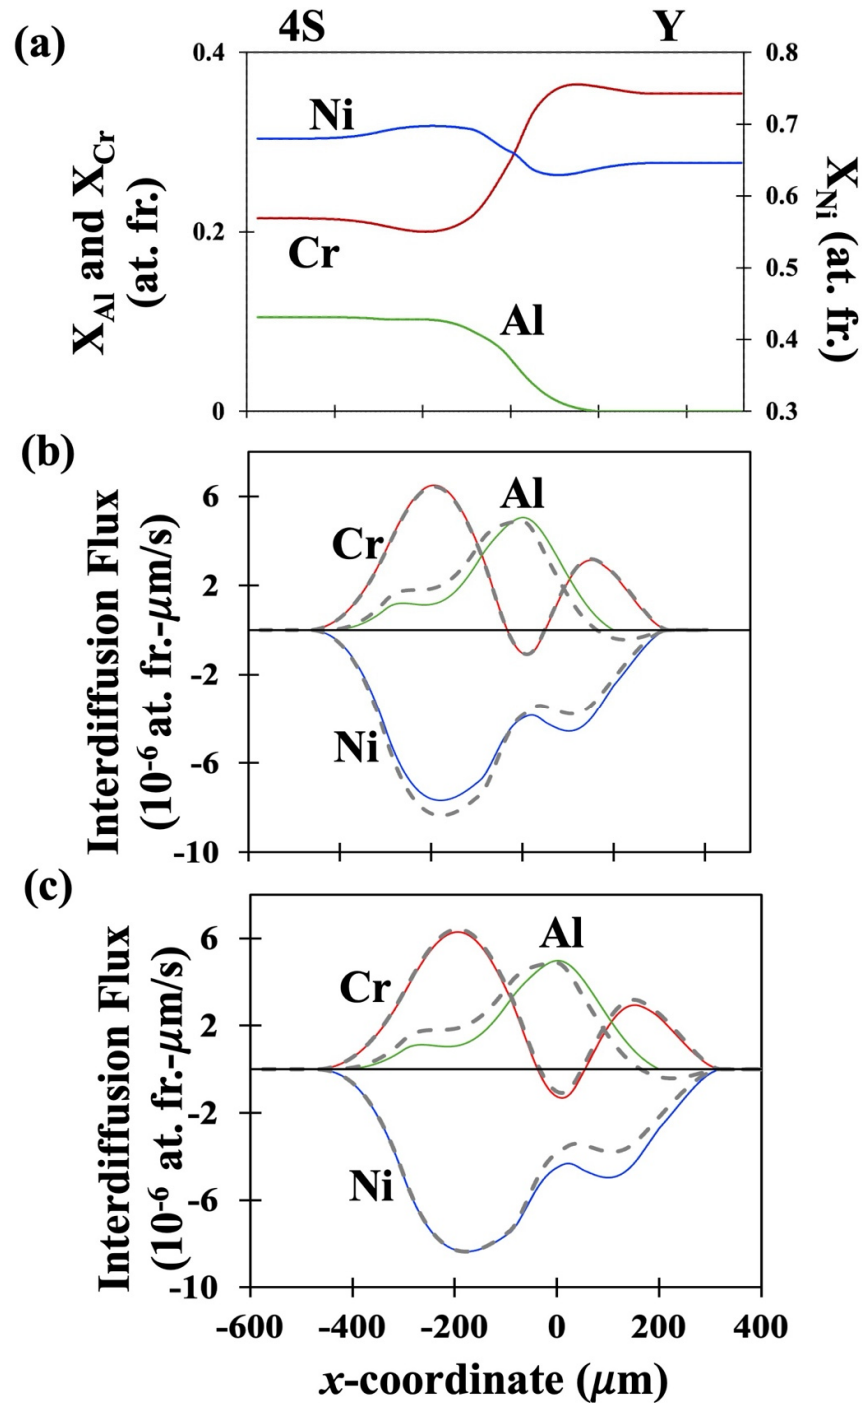 (a)
4S Y
0.4 0.8
Ni
0.7
X_Al and X_Cr
(at. fr.)
0.6
0.2
Cr
0.5
X_Ni (at. fr.)
Al
0.4
0 0.3
(b)
6
Al
Cr
2
Interdiffusion Flux
(10⁻⁶ at. fr.-μm/s)
-2
Ni
-6
-10
(c)
6
Al
Cr
2
Interdiffusion Flux
(10⁻⁶ at. fr.-μm/s)
-2
Ni
-6
-10
-600 -400 -200 0 200 400
x-coordinate (μm)